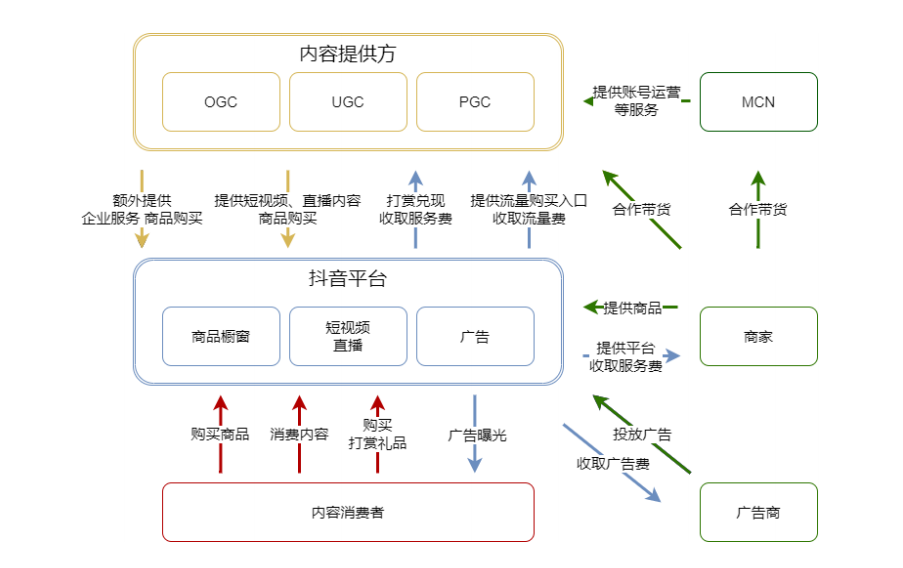 内容提供方
OGC
UGC
PGC
提供账号运营
等服务
MCN
额外提供
企业服务 商品购买
提供短视频、直播内容
商品购买
打赏兑现
收取服务费
提供流量购买入口
收取流量费
合作带货
合作带货
抖音平台
商品橱窗
短视频
直播
广告
提供商品
提供平台
收取服务费
商家
购买商品
消费内容
购买
打赏礼品
广告曝光
投放广告
收取广告费
内容消费者
广告商